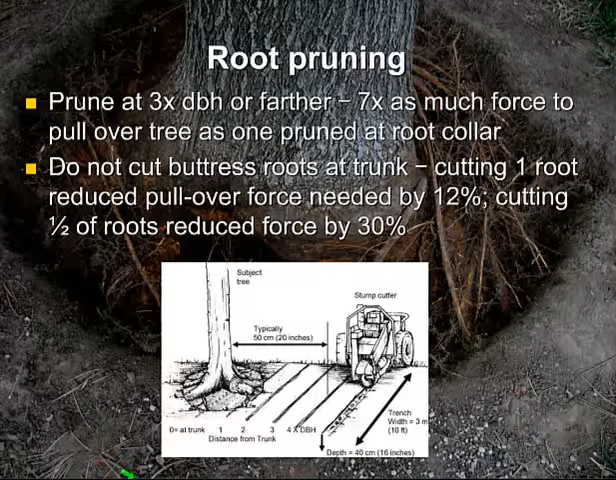 Root pruning
Prune at 3x dbh or farther – 7x as much force to
pull over tree as one pruned at root collar
Do not cut buttress roots at trunk – cutting 1 root
reduced pull-over force needed by 12%; cutting
½ of roots reduced force by 30%
Subject
tree
Stump cutter
Typically
50 cm (20 inches)
0= at trunk 1 2 3 4 X DBH
Distance from Trunk
Trench
Width = 3 m
(10 ft)
Depth = 40 cm (16 inches)